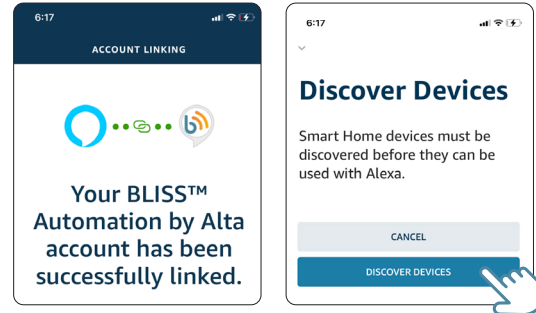 6:17
ACCOUNT LINKING
b
Your BLISS™
Automation by Alta
account has been
successfully linked.
6:17
Discover Devices
Smart Home devices must be
discovered before they can be
used with Alexa.
CANCEL
DISCOVER DEVICES